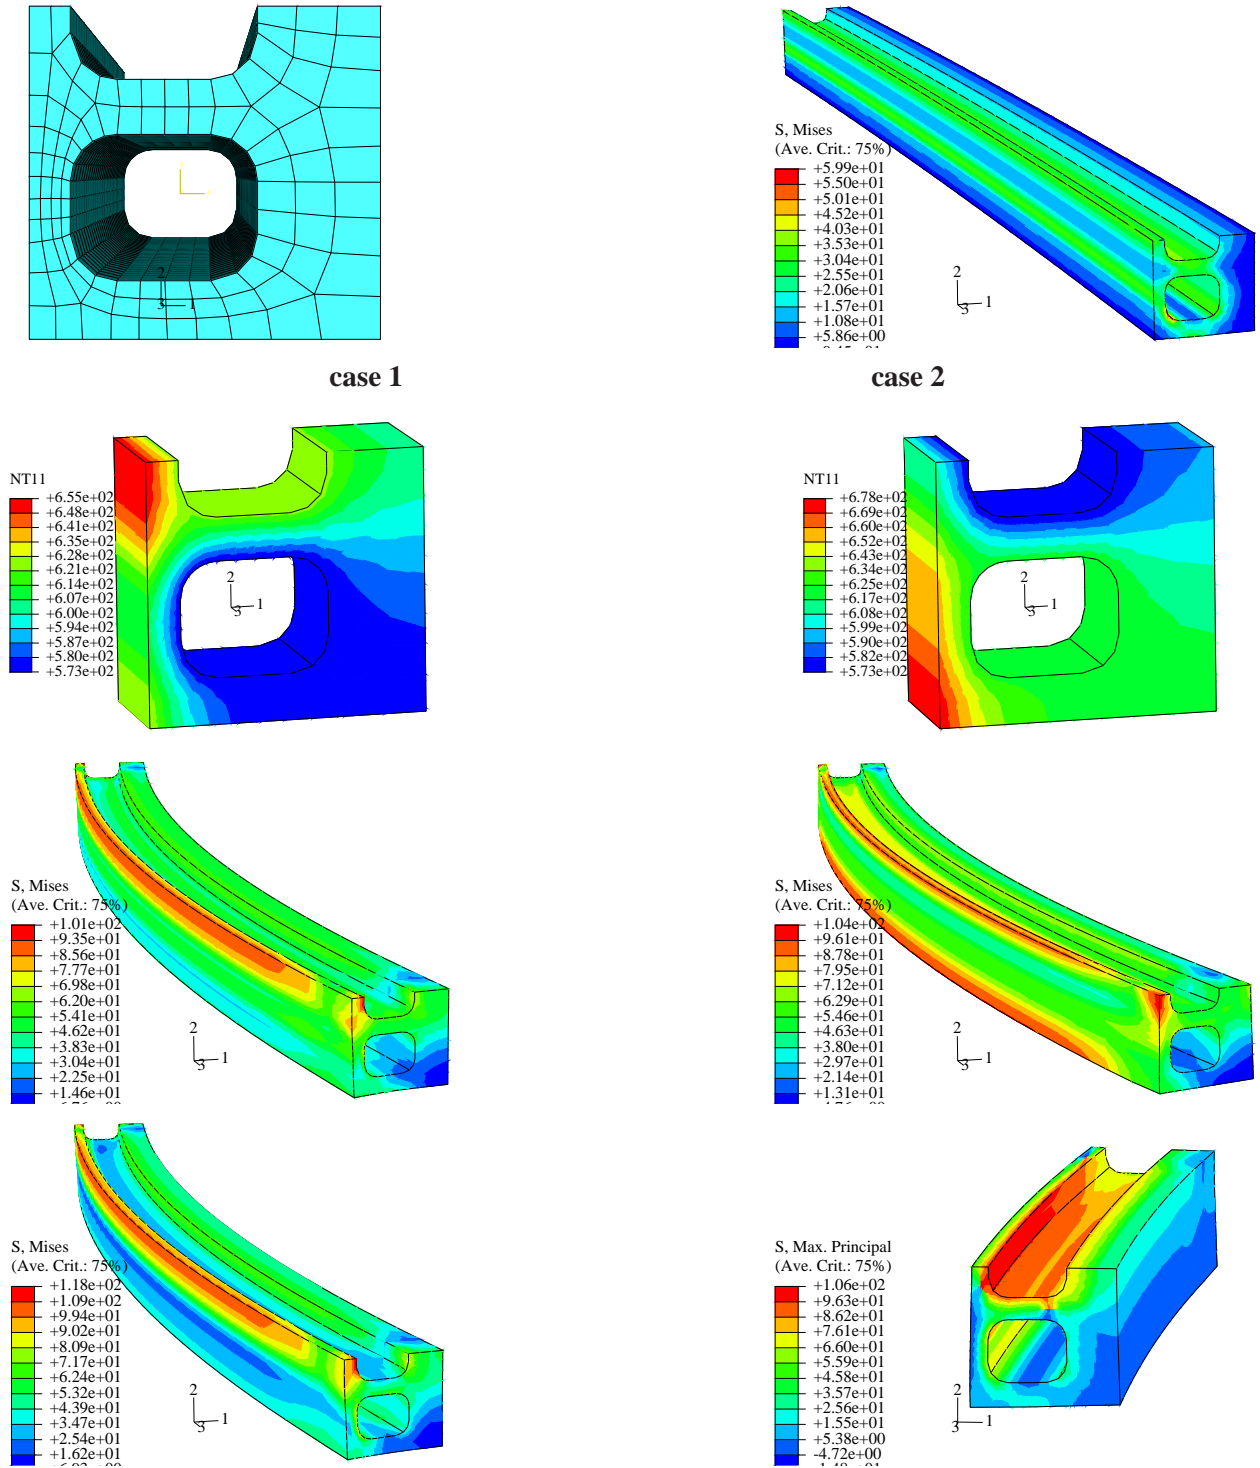 2
3
1
S, Mises
(Ave. Crit.: 75%)
+5.99e+01
+5.50e+01
+5.01e+01
+4.52e+01
+4.03e+01
+3.53e+01
+3.04e+01
+2.55e+01
+2.06e+01
+1.57e+01
+1.08e+01
+5.86e+00
2
3
1
case 1
case 2
NT11
+6.55e+02
+6.48e+02
+6.41e+02
+6.35e+02
+6.28e+02
+6.21e+02
+6.14e+02
+6.07e+02
+6.00e+02
+5.94e+02
+5.87e+02
+5.80e+02
+5.73e+02
2
3
1
NT11
+6.78e+02
+6.69e+02
+6.60e+02
+6.52e+02
+6.43e+02
+6.34e+02
+6.25e+02
+6.17e+02
+6.08e+02
+5.99e+02
+5.90e+02
+5.82e+02
+5.73e+02
2
3
1
S, Mises
(Ave. Crit.: 75%)
+1.01e+02
+9.35e+01
+8.56e+01
+7.77e+01
+6.98e+01
+6.20e+01
+5.41e+01
+4.62e+01
+3.83e+01
+3.04e+01
+2.25e+01
+1.46e+01
2
3
1
S, Mises
(Ave. Crit.: 75%)
+1.04e+02
+9.61e+01
+8.78e+01
+7.95e+01
+7.12e+01
+6.29e+01
+5.46e+01
+4.63e+01
+3.80e+01
+2.97e+01
+2.14e+01
+1.31e+01
2
3
1
S, Mises
(Ave. Crit.: 75%)
+1.18e+02
+1.09e+02
+9.94e+01
+9.02e+01
+8.09e+01
+7.17e+01
+6.24e+01
+5.32e+01
+4.39e+01
+3.47e+01
+2.54e+01
+1.62e+01
2
3
1
S, Max. Principal
(Ave. Crit.: 75%)
+1.06e+02
+9.63e+01
+8.62e+01
+7.61e+01
+6.60e+01
+5.59e+01
+4.58e+01
+3.57e+01
+2.56e+01
+1.55e+01
+5.38e+00
-4.72e+00
2
3
1